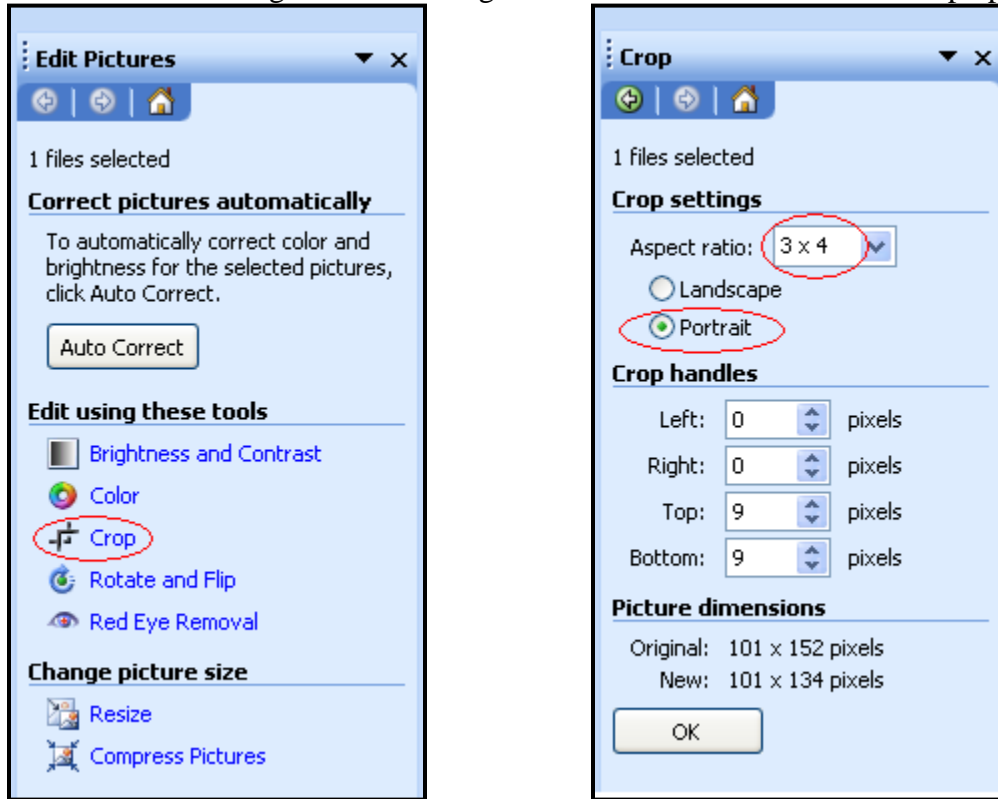 Edit Pictures
1 files selected
Correct pictures automatically
To automatically correct color and
brightness for the selected pictures,
click Auto Correct.
Auto Correct
Edit using these tools
Brightness and Contrast
Color
Crop
Rotate and Flip
Red Eye Removal
Change picture size
Resize
Compress Pictures
Crop
1 files selected
Crop settings
Aspect ratio: 3 x 4
Landscape
Portrait
Crop handles
Left: 0 pixels
Right: 0 pixels
Top: 9 pixels
Bottom: 9 pixels
Picture dimensions
Original: 101 x 152 pixels
New: 101 x 134 pixels
OK